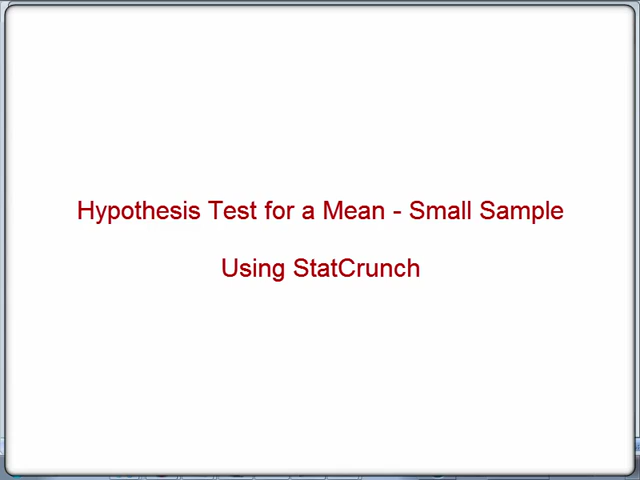 Hypothesis Test for a Mean - Small Sample
Using StatCrunch